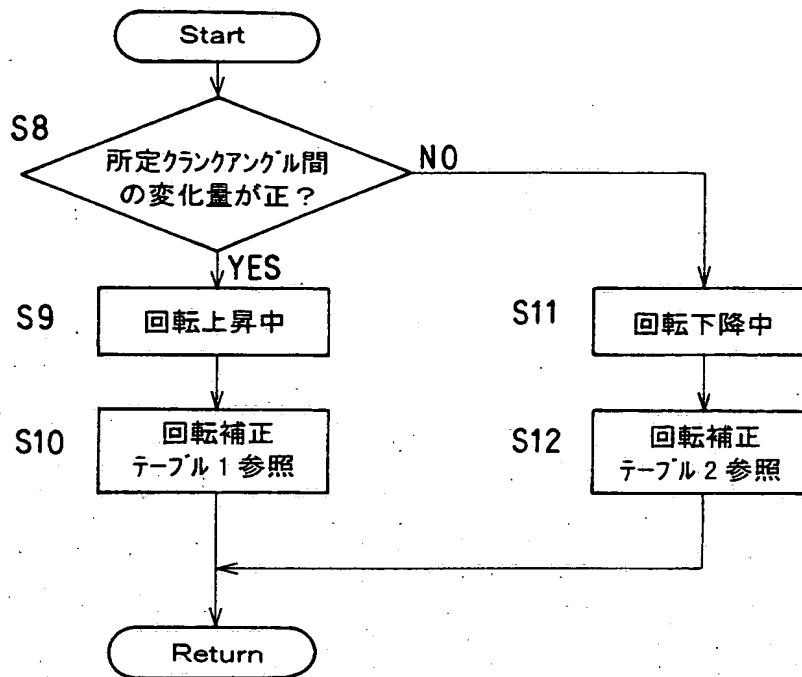 Start
S8
所定クランクアングル間
の変化量が正?
NO
YES
S9
回転上昇中
S11
回転下降中
S10
回転補正
テーブル1参照
S12
回転補正
テーブル2参照
Return